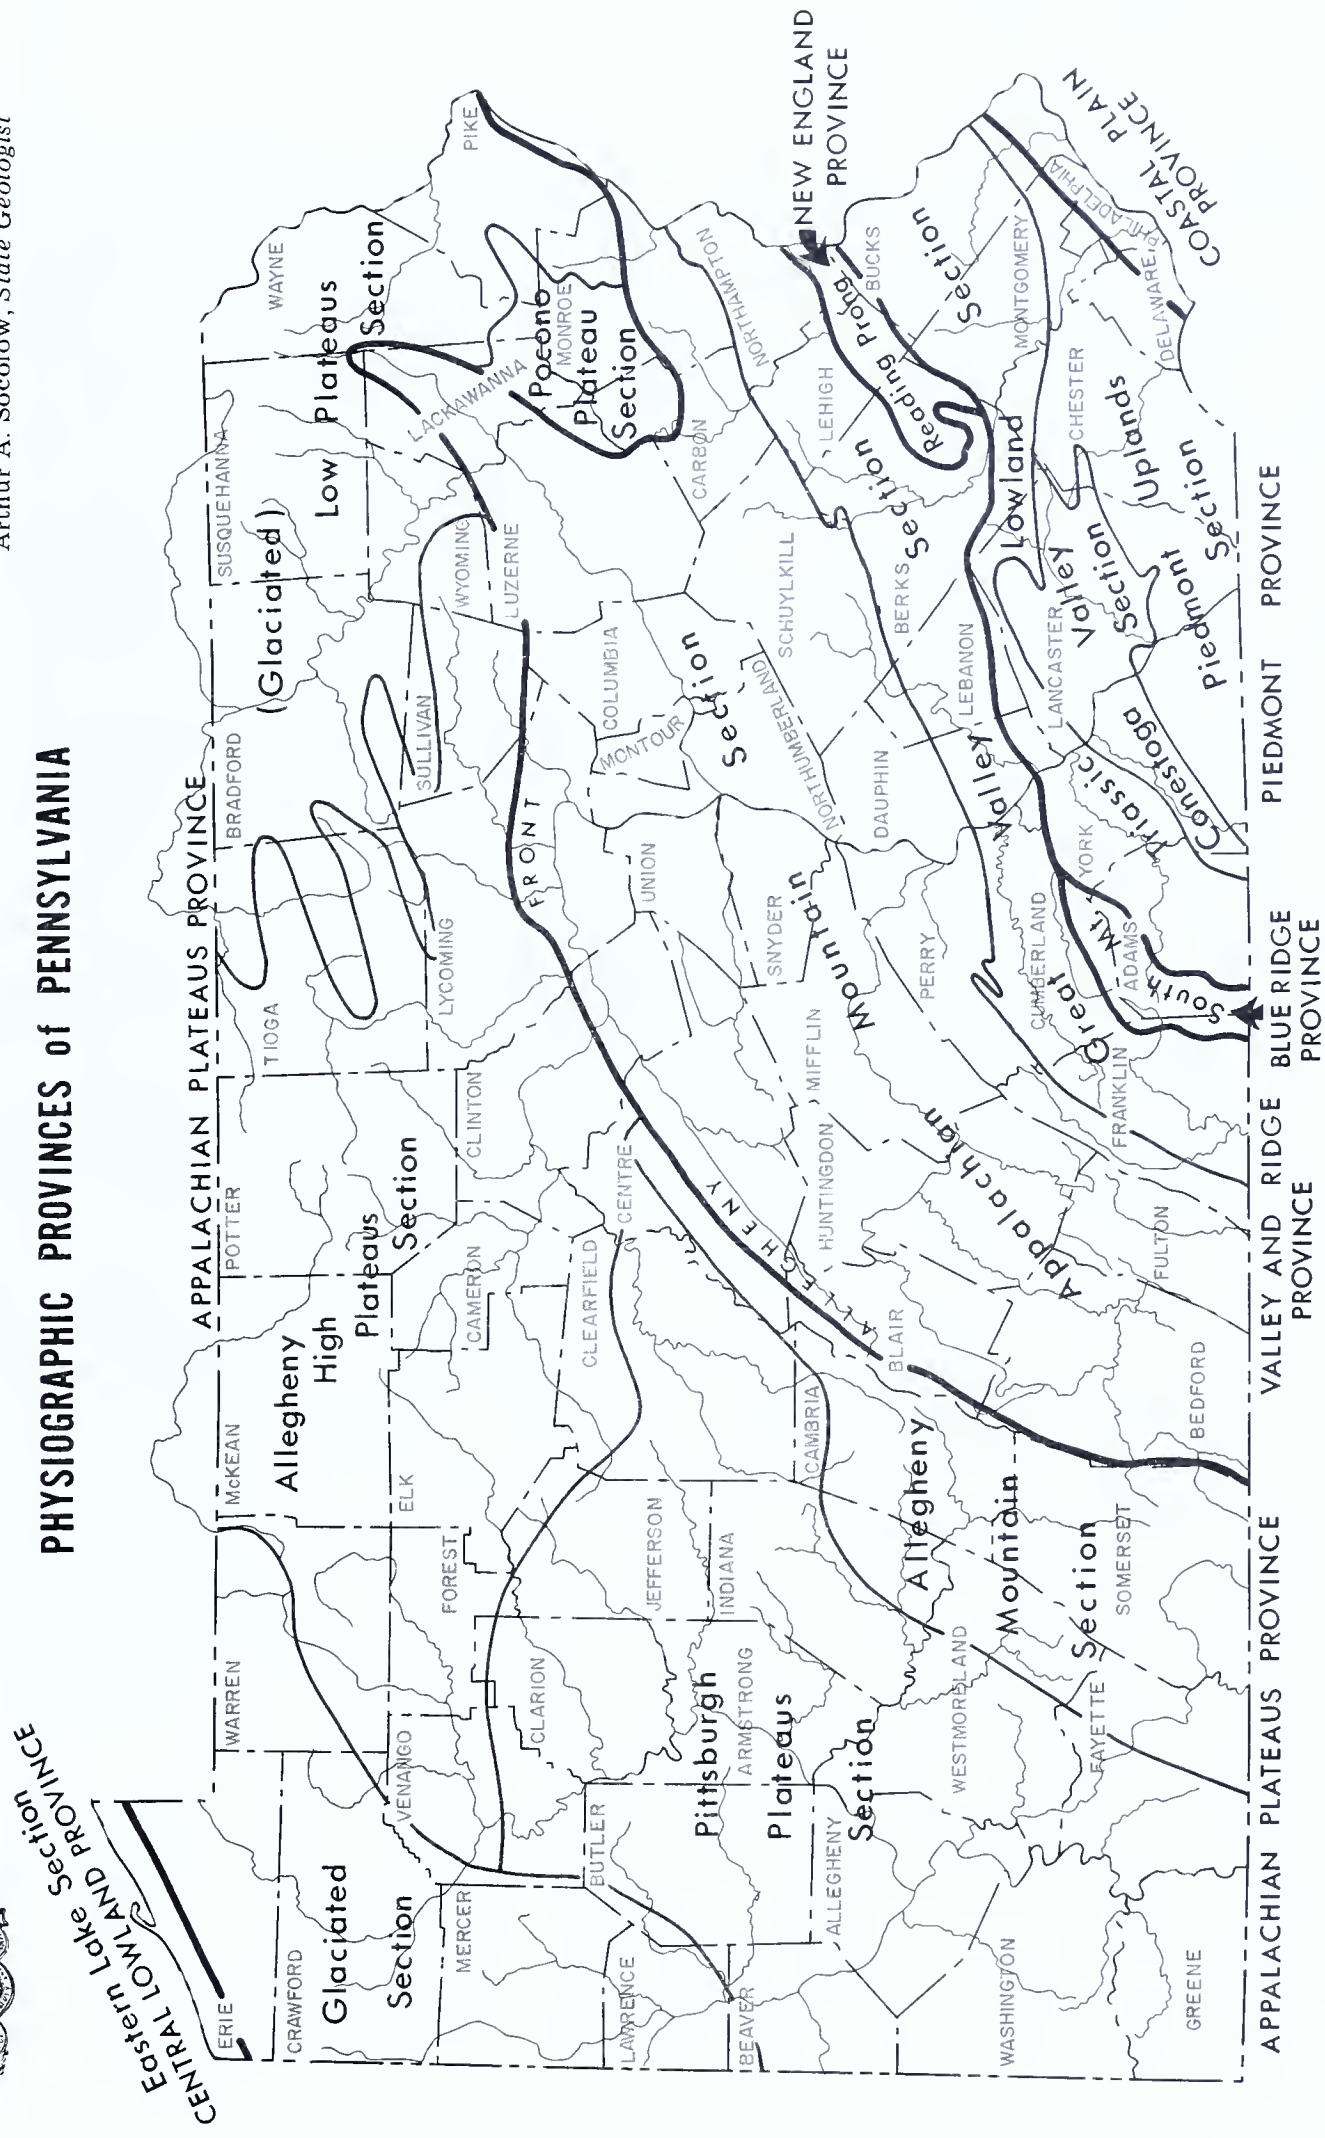 Arthur A. Socolow, State Geologist
PHYSIOGRAPHIC PROVINCES of PENNSYLVANIA
Eastern Lake Section
CENTRAL LOWLAND PROVINCE
APPALACHIAN PLATEAUS PROVINCE
ERIE
CRAWFORD
WARREN
McKEAN
POTTER
TIOGA
BRADFORD
SUSQUEHANNA
WAYNE
(Glaciated)
Low Plateaus
Section
Allegheny
High
Plateaus
Section
Glaciated
Section
MERCER
VENANGO
FOREST
ELK
CAMERON
CLINTON
LYCOMING
SULLIVAN
WYOMING
LACKAWANNA
PIKE
LUZERNE
Pocono
MONROE
Plateau
Section
LAWRENCE
BUTLER
CLARION
JEFFERSON
CLEARFIELD
CENTRE
UNION
MONTOUR
COLUMBIA
CARBON
NORTHAMPTON
ALLEGHENY FRONT
BEAVER
ALLEGHENY
ARMSTRONG
INDIANA
CAMBRIA
BLAIR
HUNTINGDON
MIFFLIN
SNYDER
NORTHUMBERLAND
SCHUYLKILL
LEHIGH
Pittsburgh
Plateaus
Section
Appalachian Mountain Section
NEW ENGLAND
PROVINCE
Reading Prong
BUCKS
WASHINGTON
WESTMORELAND
Allegheny
Mountain
Section
PERRY
DAUPHIN
LEBANON
BERKS
MONTGOMERY
PHILADELPHIA
COASTAL PLAIN
PROVINCE
GREENE
FAYETTE
SOMERSET
BEDFORD
FULTON
FRANKLIN
CUMBERLAND
ADAMS
YORK
LANCASTER
CHESTER
DELAWARE
Great Valley Section
South Mt.
Triassic Lowland Section
Conestoga Valley
Section
Piedmont Uplands
Section
APPALACHIAN PLATEAUS PROVINCE
VALLEY AND RIDGE
PROVINCE
BLUE RIDGE
PROVINCE
PIEDMONT PROVINCE